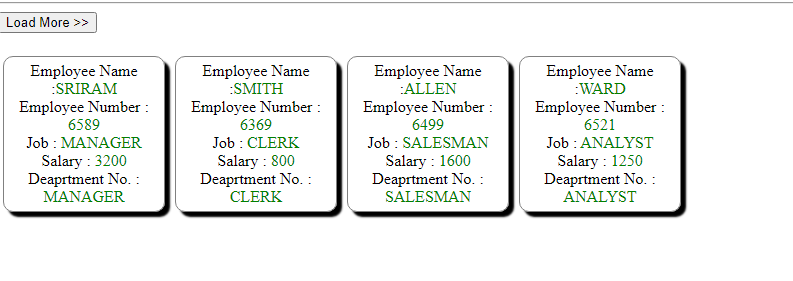 Load More >>
Employee Name
:SRIRAM
Employee Number :
6589
Job : MANAGER
Salary : 3200
Deaprtment No. :
MANAGER
Employee Name
:SMITH
Employee Number :
6369
Job : CLERK
Salary : 800
Deaprtment No. :
CLERK
Employee Name
:ALLEN
Employee Number :
6499
Job : SALESMAN
Salary : 1600
Deaprtment No. :
SALESMAN
Employee Name
:WARD
Employee Number :
6521
Job : ANALYST
Salary : 1250
Deaprtment No. :
ANALYST